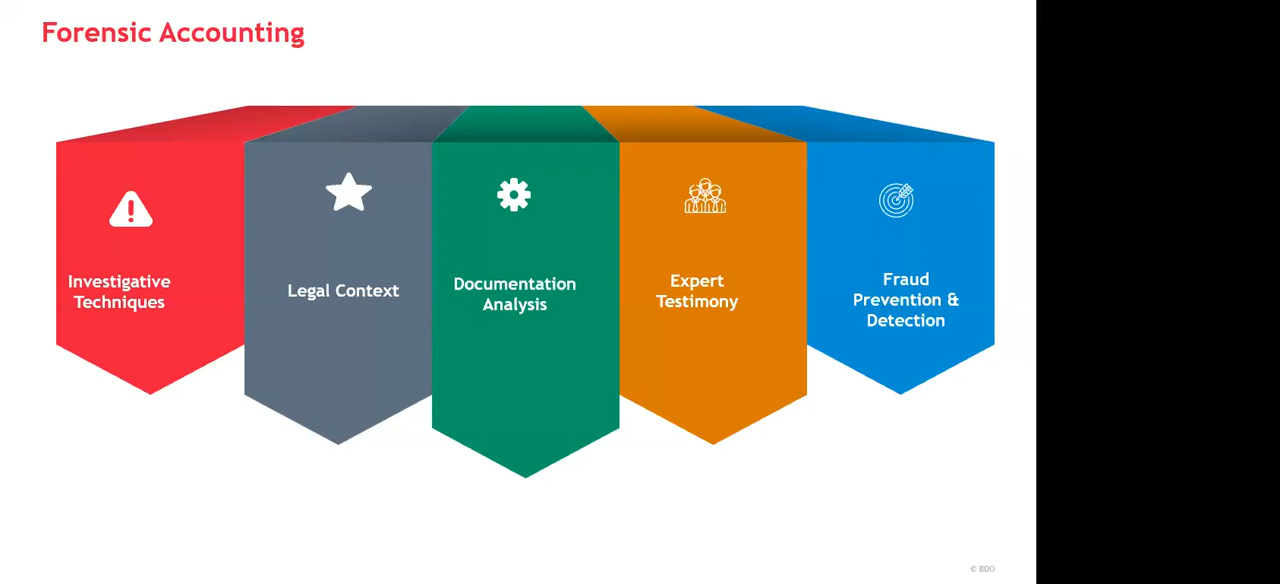 Forensic Accounting
Investigative
Techniques
Legal Context
Documentation
Analysis
Expert
Testimony
Fraud
Prevention &
Detection
© BDO